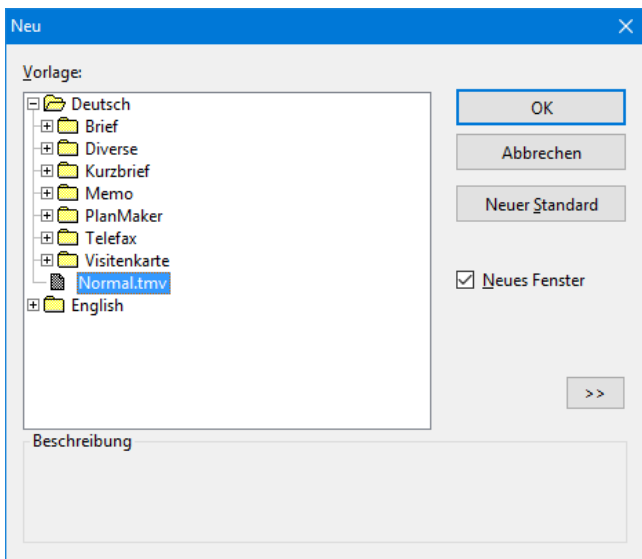 Neu
Vorlage:
Deutsch
Brief
Diverse
Kurzbrief
Memo
PlanMaker
Telefax
Visitenkarte
Normal.tmv
English
OK
Abbrechen
Neuer Standard
Neues Fenster
>>
Beschreibung